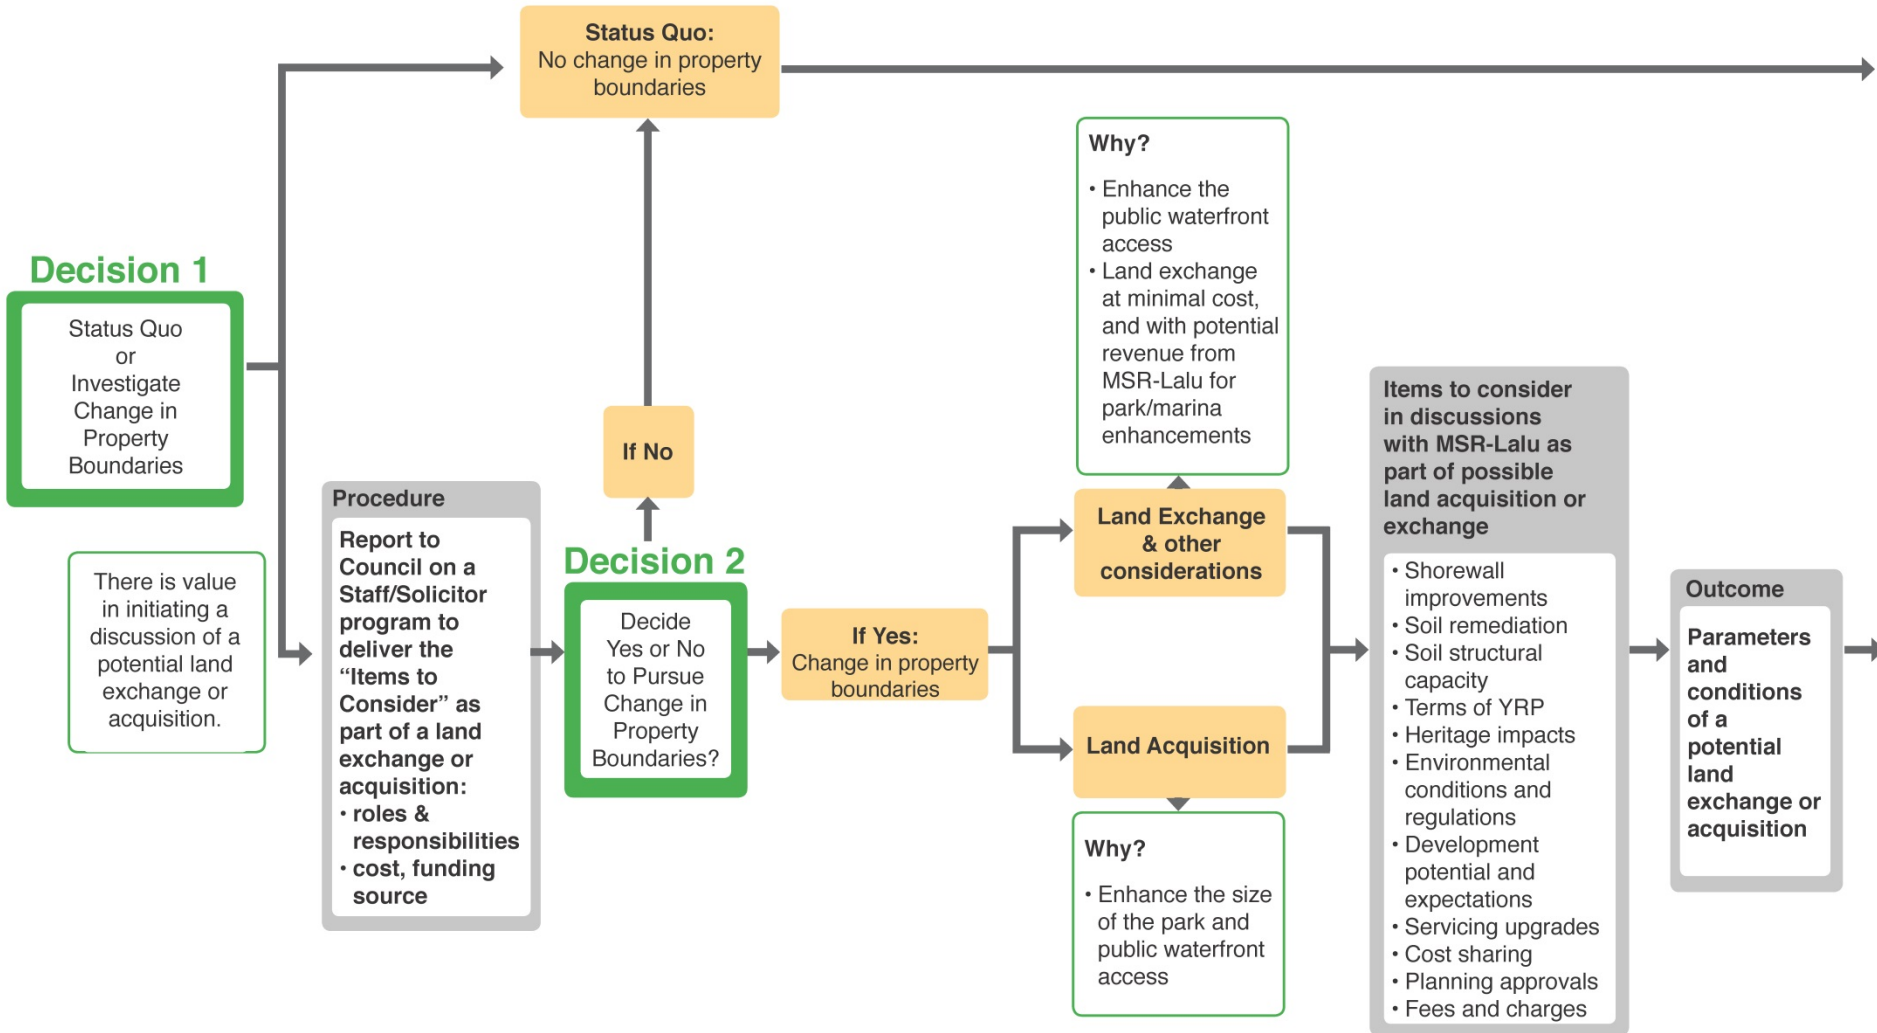 Status Quo:
No change in property
boundaries
Decision 1
Status Quo
or
Investigate
Change in
Property
Boundaries
There is value
in initiating a
discussion of a
potential land
exchange or
acquisition.
Procedure
Report to
Council on a
Staff/Solicitor
program to
deliver the
“Items to
Consider” as
part of a land
exchange or
acquisition:
• roles &
responsibilities
• cost, funding
source
If No
Decision 2
Decide
Yes or No
to Pursue
Change in
Property
Boundaries?
If Yes:
Change in property
boundaries
Why?
• Enhance the
public waterfront
access
• Land exchange
at minimal cost,
and with potential
revenue from
MSR-Lalu for
park/marina
enhancements
Land Exchange
& other
considerations
Land Acquisition
Why?
• Enhance the size
of the park and
public waterfront
access
Items to consider
in discussions
with MSR-Lalu as
part of possible
land acquisition or
exchange
• Shorewall
improvements
• Soil remediation
• Soil structural
capacity
• Terms of YRP
• Heritage impacts
• Environmental
conditions and
regulations
• Development
potential and
expectations
• Servicing upgrades
• Cost sharing
• Planning approvals
• Fees and charges
Outcome
Parameters
and
conditions
of a
potential
land
exchange or
acquisition